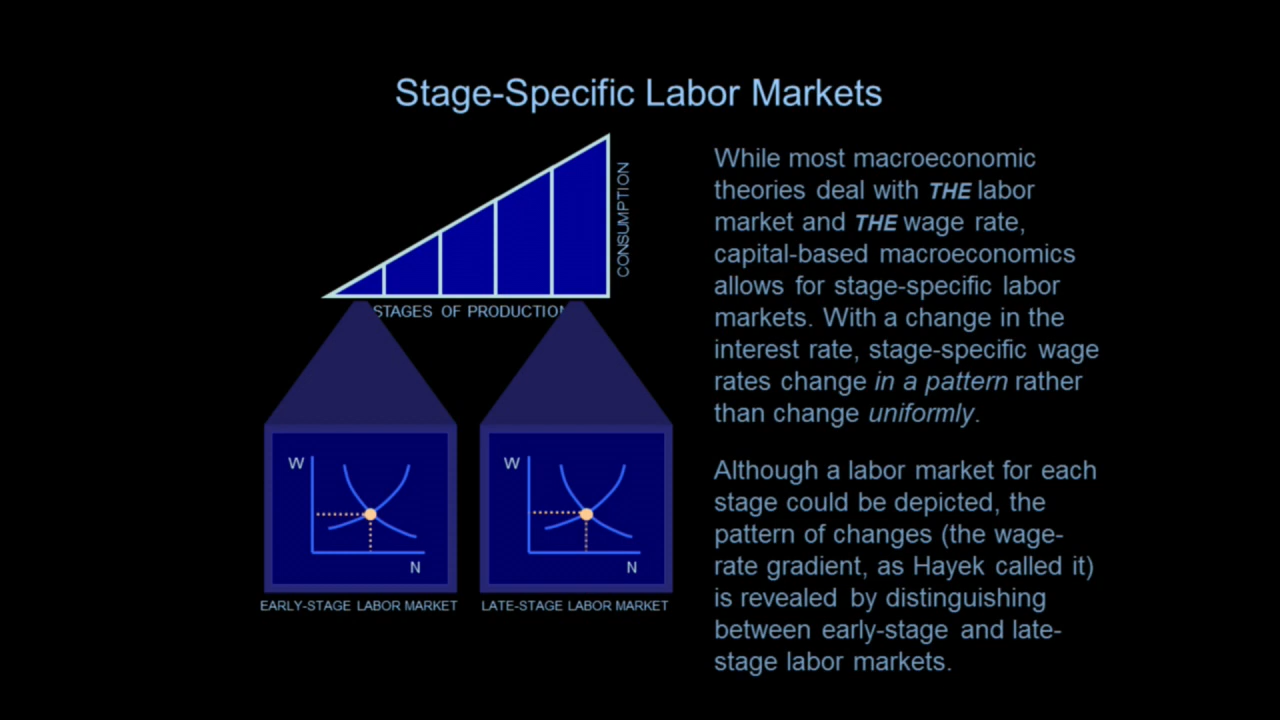 Stage-Specific Labor Markets
CONSUMPTION
STAGES OF PRODUCTION
W
N
EARLY-STAGE LABOR MARKET
W
N
LATE-STAGE LABOR MARKET
While most macroeconomic
theories deal with THE labor
market and THE wage rate,
capital-based macroeconomics
allows for stage-specific labor
markets. With a change in the
interest rate, stage-specific wage
rates change in a pattern rather
than change uniformly.
Although a labor market for each
stage could be depicted, the
pattern of changes (the wage-
rate gradient, as Hayek called it)
is revealed by distinguishing
between early-stage and late-
stage labor markets.